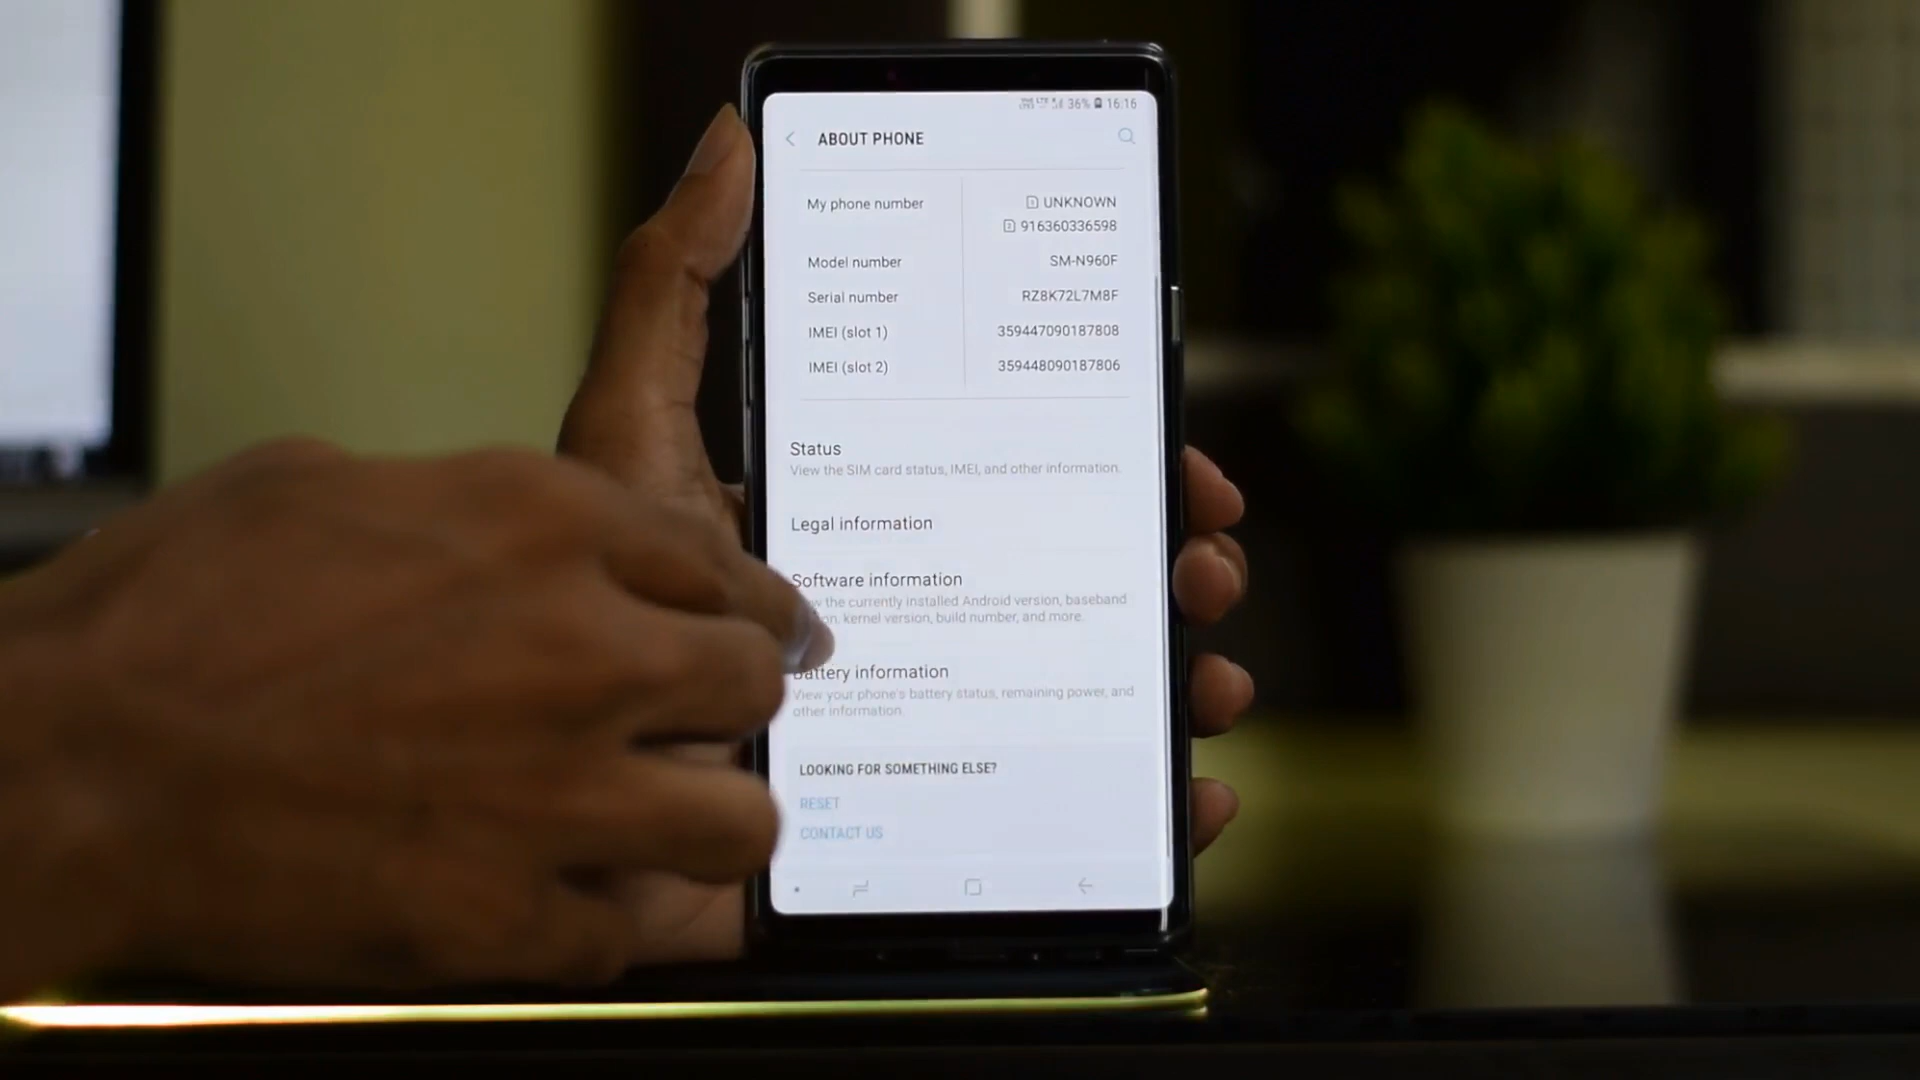 36% 16:16
ABOUT PHONE
My phone number
UNKNOWN
916360336598
Model number SM-N960F
Serial number RZ8K72L7M8F
IMEI (slot 1) 359447090187808
IMEI (slot 2) 359448090187806
Status
View the SIM card status, IMEI, and other information.
Legal information
Software information
the currently installed Android version, baseband
kernel version, build number, and more.
Battery information
View your phone's battery status, remaining power, and
other information.
LOOKING FOR SOMETHING ELSE?
RESET
CONTACT US